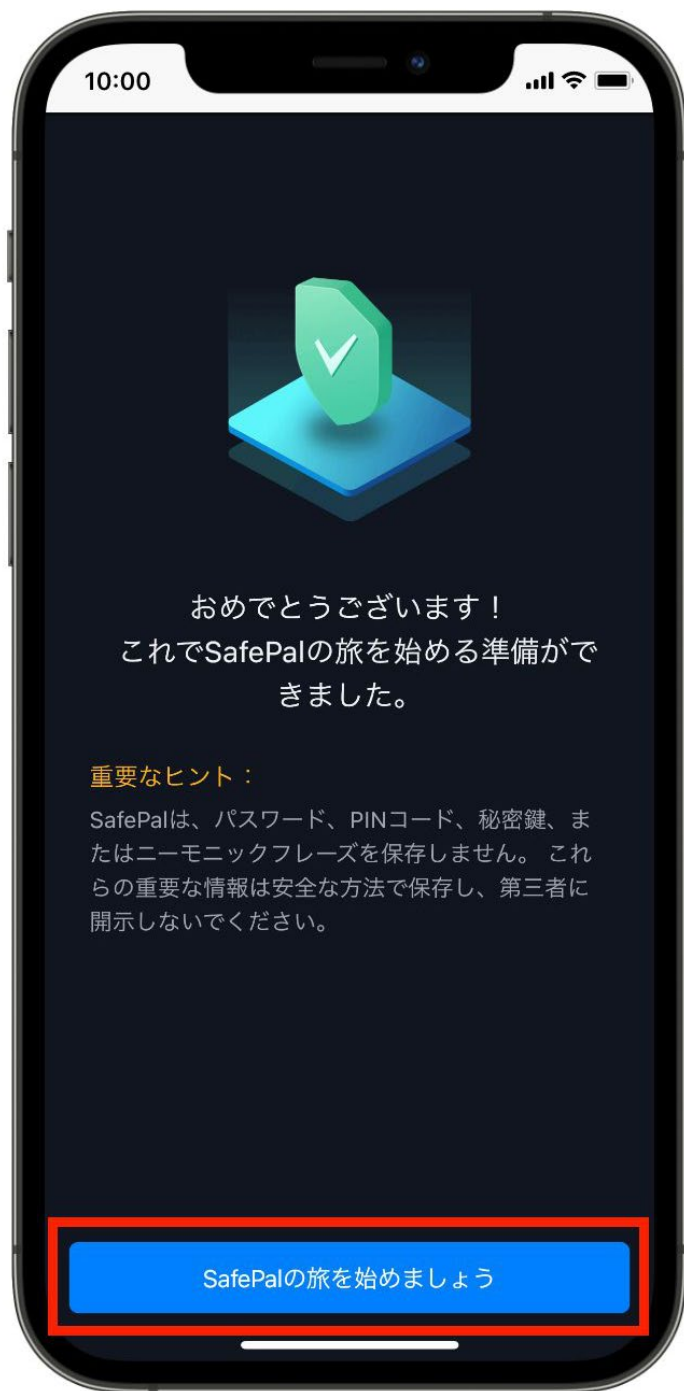 10:00
おめでとうございます！
これでSafePalの旅を始める準備がで
きました。
重要なヒント：
SafePalは、パスワード、PINコード、秘密鍵、ま
たはニーモニックフレーズを保存しません。 これ
らの重要な情報は安全な方法で保存し、第三者に
開示しないでください。
SafePalの旅を始めましょう